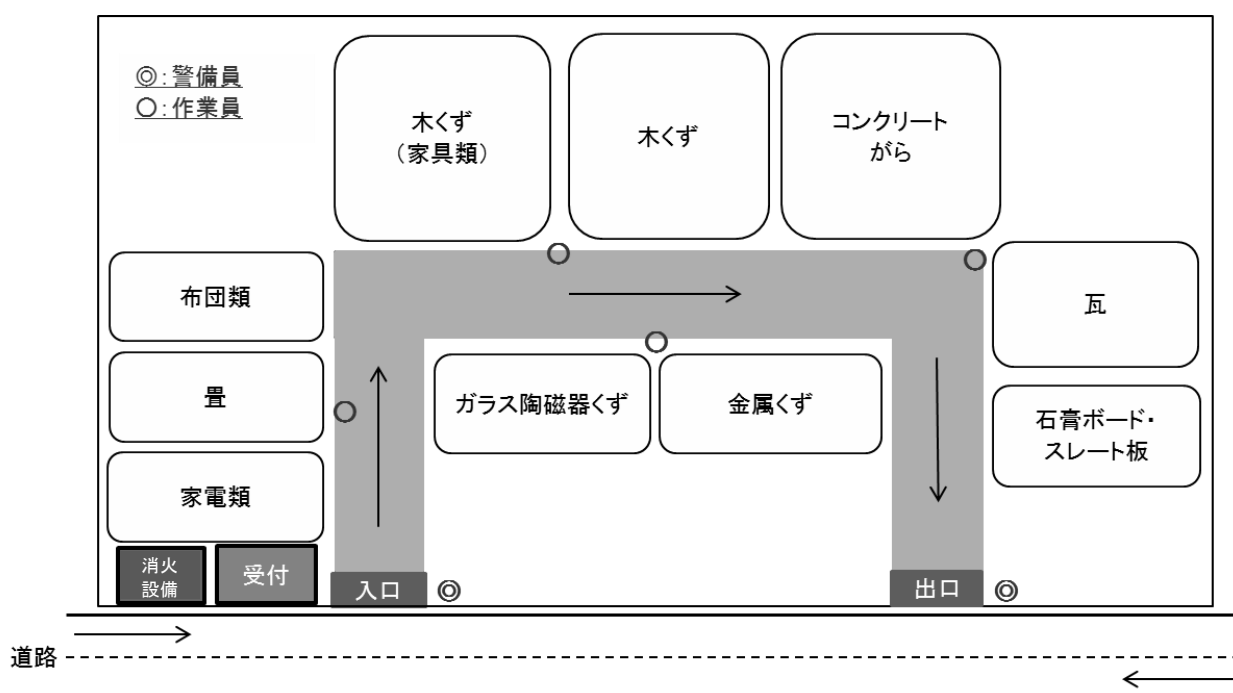 ◎:警備員
○:作業員
木くず
(家具類)
木くず
コンクリート
がら
布団類
瓦
畳
ガラス陶磁器くず
金属くず
石膏ボード・
スレート板
家電類
消火
設備
受付
入口
出口
道路